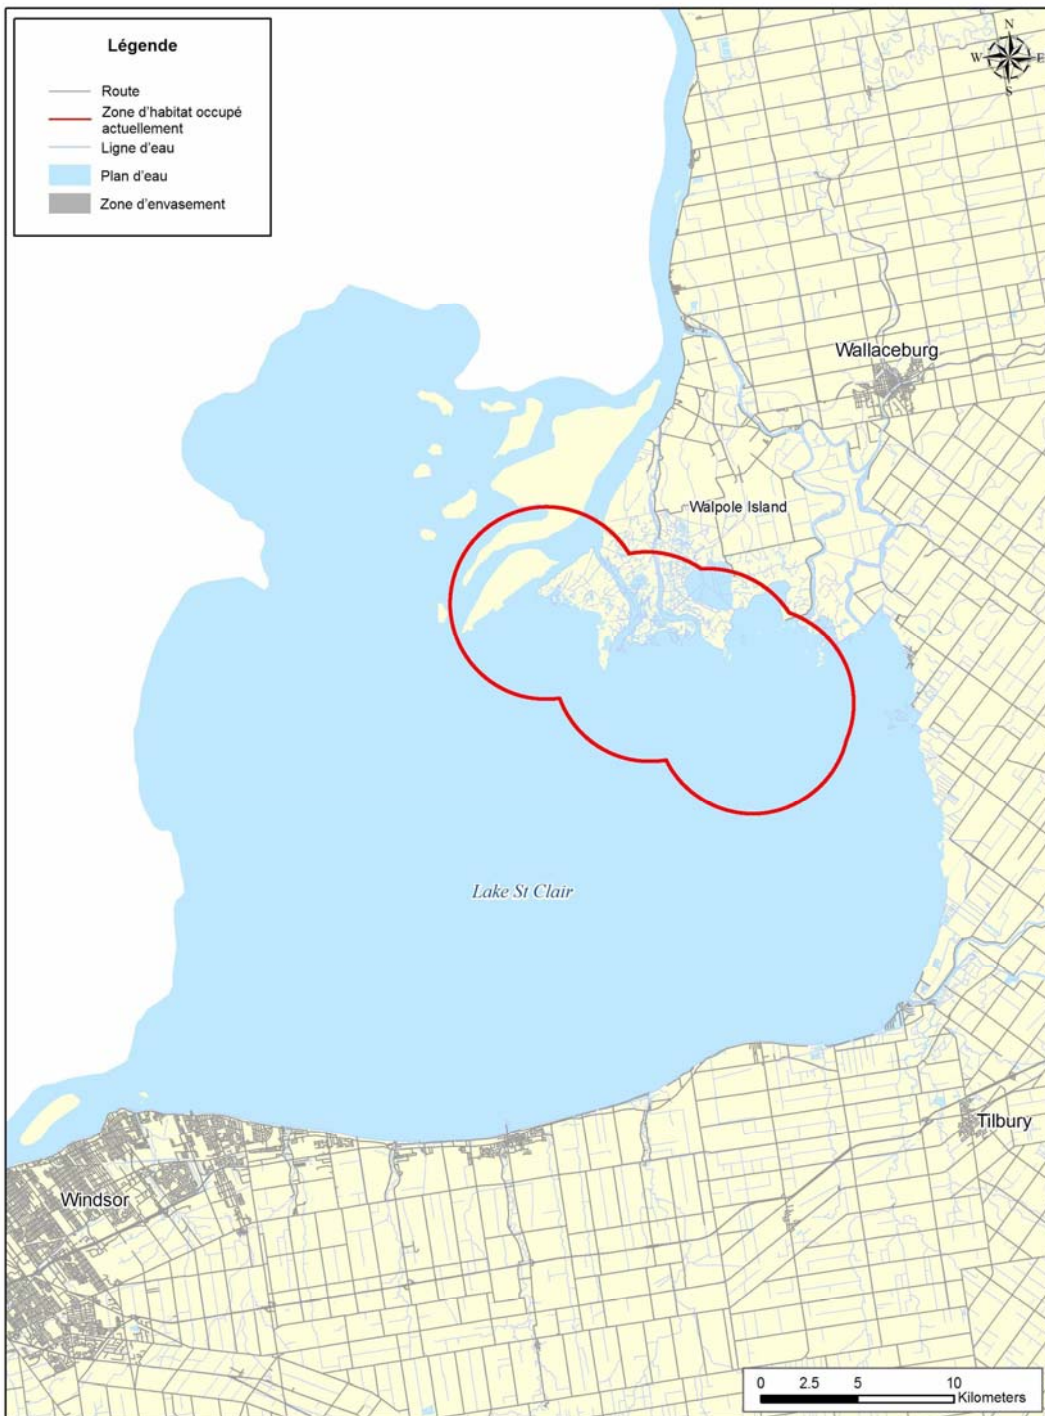 Légende
Route
Zone d'habitat occupé
actuellement
Ligne d'eau
Plan d'eau
Zone d'envasement
N
W E
S
Wallaceburg
Walpole Island
Lake St Clair
Tilbury
Windsor
0 2.5 5 10
Kilometers